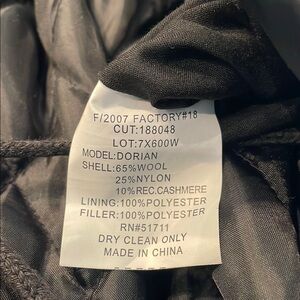 F/2007 FACTORY#18
CUT:188048
LOT:7X600W
MODEL:DORIAN
SHELL:65%WOOL
25%NYLON
10%REC.CASHMERE
LINING:100%POLYESTER
FILLER:100%POLYESTER
RN#51711
DRY CLEAN ONLY
MADE IN CHINA